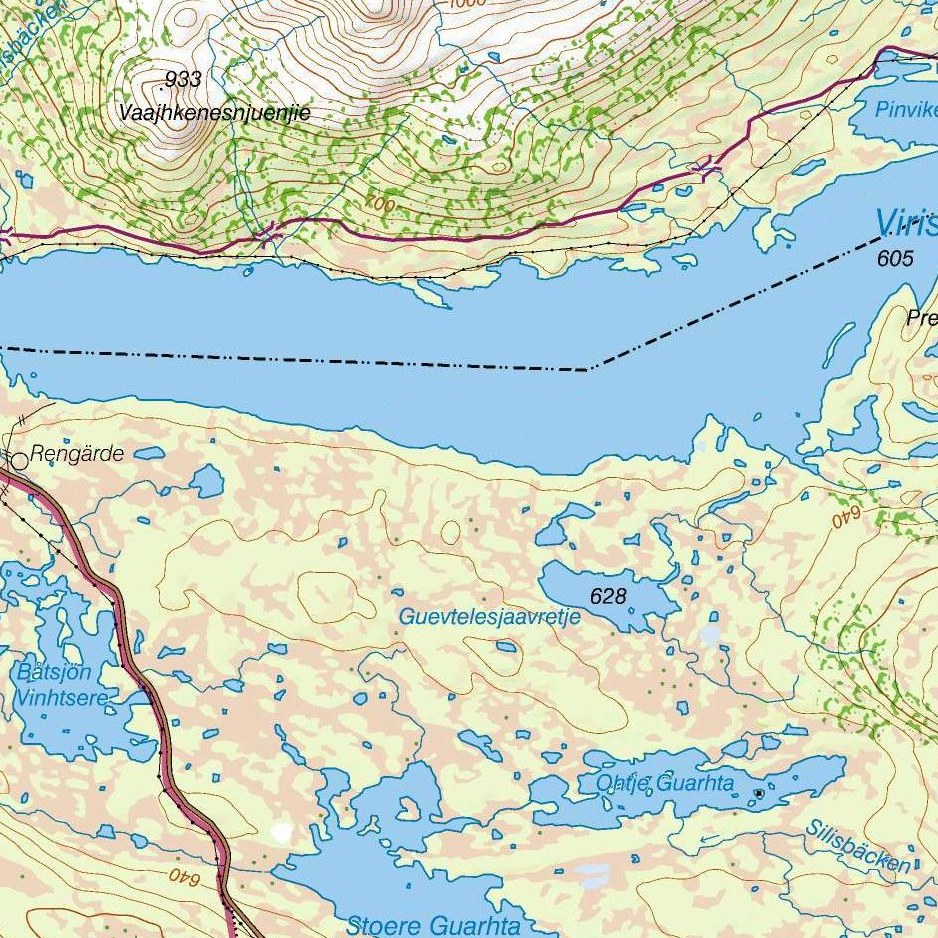 1000
.933
Vaajhkenesnjuenjie
Pinvike
700
Viris
605
Pre
Rengärde
640
628
Guevtelesjaavretje
Båtsjön
Vinhtsere
Ohtje Guarhta
Silisbäcken
640
Stoere Guarhta